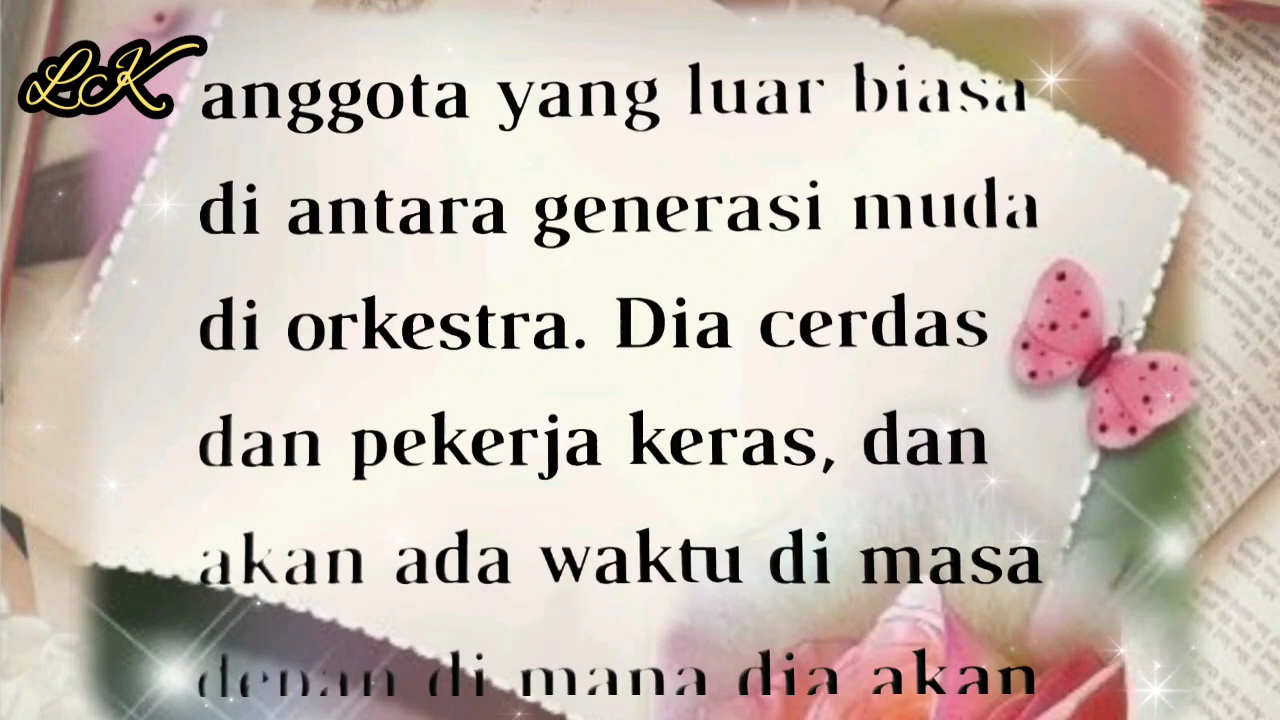 LK
anggota yang luar biasa
di antara generasi muda
di orkestra. Dia cerdas
dan pekerja keras, dan
akan ada waktu di masa
depan di mana dia akan